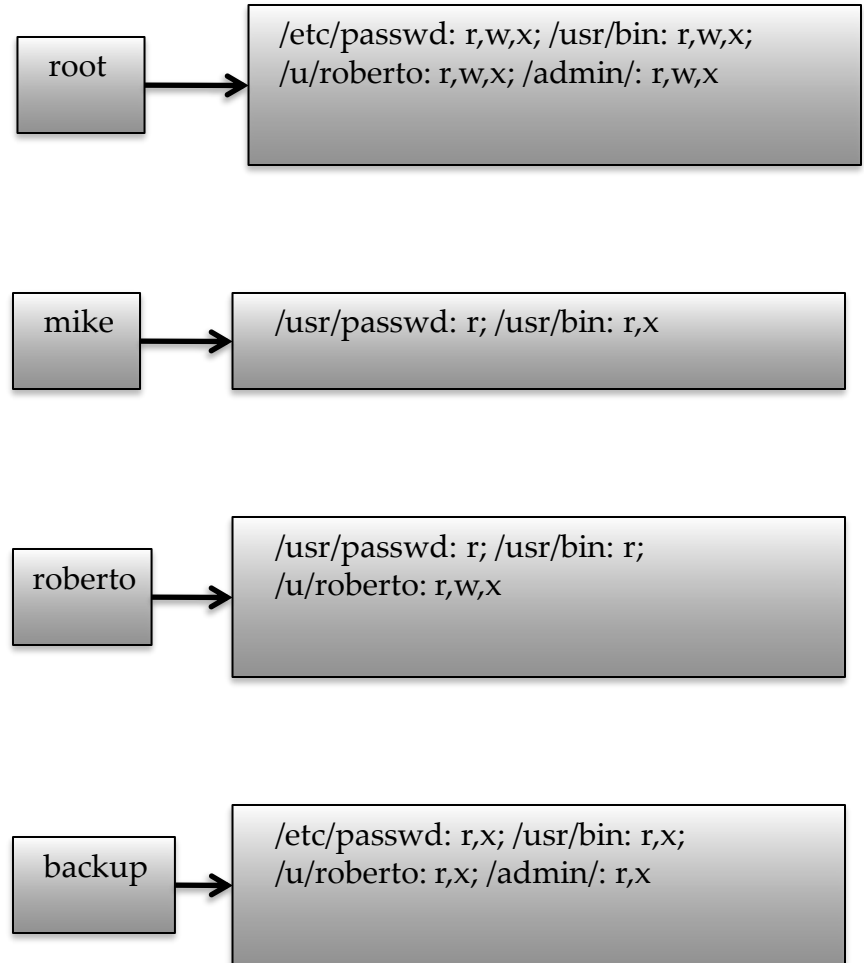 root
/etc/passwd: r,w,x; /usr/bin: r,w,x;
/u/roberto: r,w,x; /admin/: r,w,x
mike
/usr/passwd: r; /usr/bin: r,x
roberto
/usr/passwd: r; /usr/bin: r;
/u/roberto: r,w,x
backup
/etc/passwd: r,x; /usr/bin: r,x;
/u/roberto: r,x; /admin/: r,x